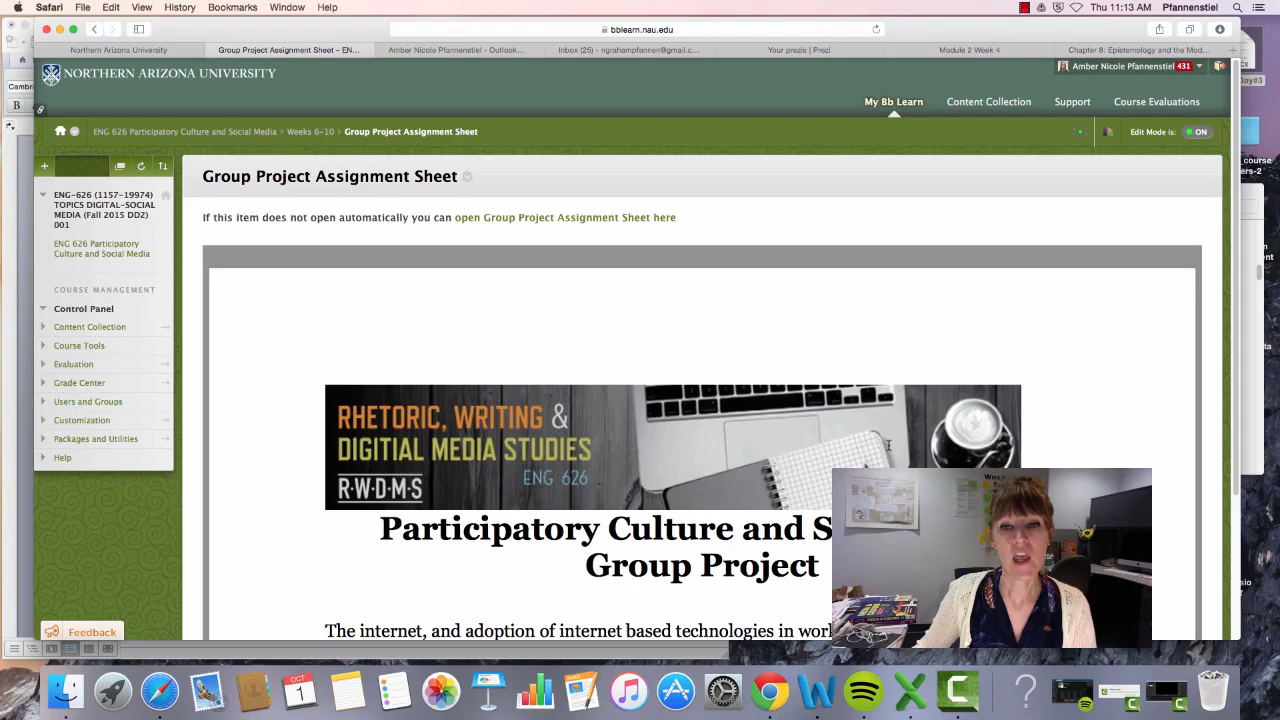 Safari File Edit View History Bookmarks Window Help
Thu 11:13 AM Pfannenstiel
bblearn.nau.edu
Northern Arizona University
Group Project Assignment Sheet – EN...
Amber Nicole Pfannenstiel – Outlook...
Inbox (25) - ngrahampfannen@gmail.c...
Your prezis | Prezi
Module 2 Week 4
Chapter 8: Epistemology and the Mod...
NORTHERN ARIZONA UNIVERSITY
Amber Nicole Pfannenstiel 431
My Bb Learn Content Collection Support Course Evaluations
ENG 626 Participatory Culture and Social Media > Weeks 6-10 > Group Project Assignment Sheet
Edit Mode is: ON
ENG-626 (1157-19974)
TOPICS DIGITAL-SOCIAL
MEDIA (Fall 2015 DD2)
001
ENG 626 Participatory
Culture and Social Media
COURSE MANAGEMENT
Control Panel
Content Collection
Course Tools
Evaluation
Grade Center
Users and Groups
Customization
Packages and Utilities
Help
Feedback
Group Project Assignment Sheet
If this item does not open automatically you can open Group Project Assignment Sheet here
RHETORIC, WRITING &
DIGITAL MEDIA STUDIES
ENG 626
R·W·D·M·S
Participatory Culture and S
Group Project
The internet, and adoption of internet based technologies in work
OCT
1